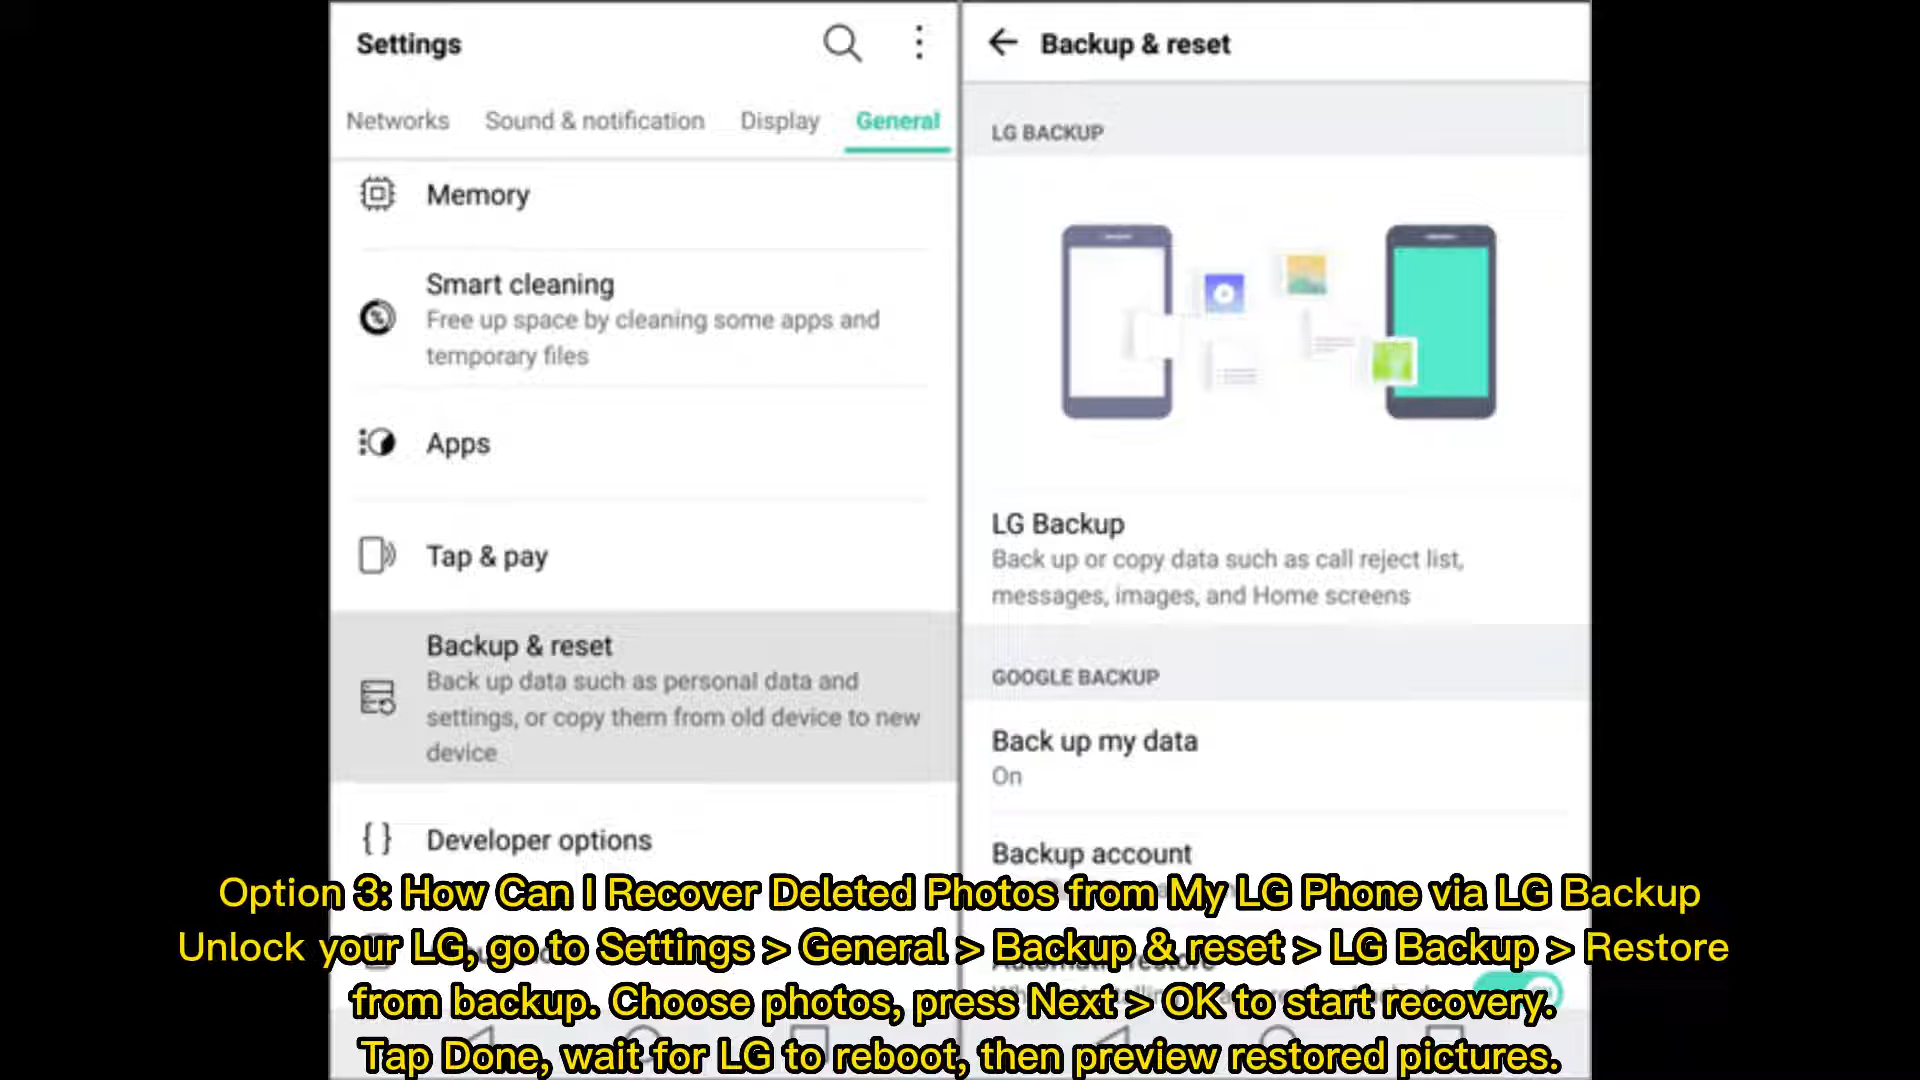 Settings
Networks
Sound & notification
Display
General
Memory
Smart cleaning
Free up space by cleaning some apps and
temporary files
Apps
Tap & pay
Backup & reset
Back up data such as personal data and
settings, or copy them from old device to new
device
Developer options
Backup & reset
LG BACKUP
LG Backup
Back up or copy data such as call reject list,
messages, images, and Home screens
GOOGLE BACKUP
Back up my data
On
Backup account
Automatic restore
Option 3: How Can I Recover Deleted Photos from My LG Phone via LG Backup
Unlock your LG, go to Settings > General > Backup & reset > LG Backup > Restore
from backup. Choose photos, press Next > OK to start recovery.
Tap Done, wait for LG to reboot, then preview restored pictures.